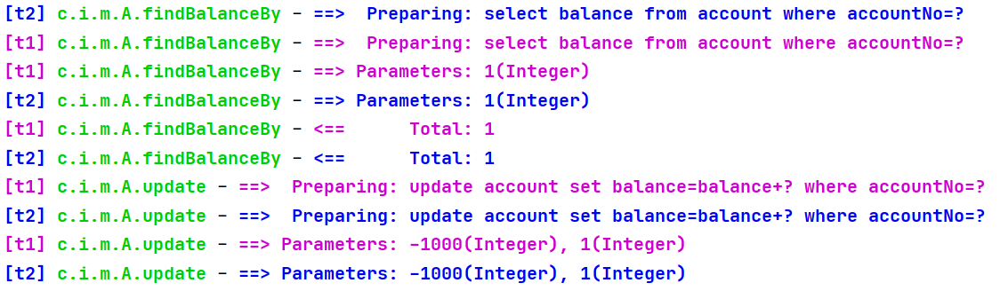 [t2] c.i.m.A.findBalanceBy - ==>  Preparing: select balance from account where accountNo=?
[t1] c.i.m.A.findBalanceBy - ==>  Preparing: select balance from account where accountNo=?
[t1] c.i.m.A.findBalanceBy - ==> Parameters: 1(Integer)
[t2] c.i.m.A.findBalanceBy - ==> Parameters: 1(Integer)
[t1] c.i.m.A.findBalanceBy - <==      Total: 1
[t2] c.i.m.A.findBalanceBy - <==      Total: 1
[t1] c.i.m.A.update - ==>  Preparing: update account set balance=balance+? where accountNo=?
[t2] c.i.m.A.update - ==>  Preparing: update account set balance=balance+? where accountNo=?
[t1] c.i.m.A.update - ==> Parameters: -1000(Integer), 1(Integer)
[t2] c.i.m.A.update - ==> Parameters: -1000(Integer), 1(Integer)